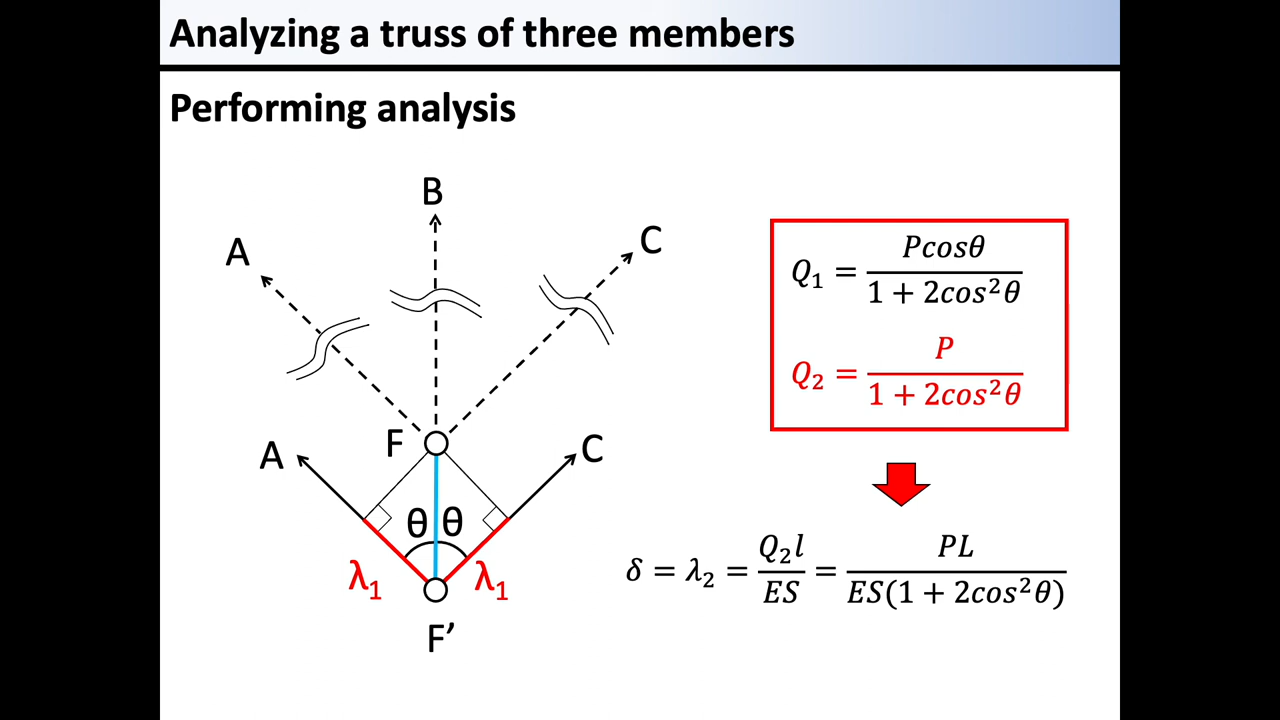 Analyzing a truss of three members
Performing analysis
B
A
C
F
A
C
θ θ
λ₁ λ₁
F’
Q₁ = Pcosθ / 1 + 2cos²θ
Q₂ = P / 1 + 2cos²θ
δ = λ₂ = Q₂l / ES = PL / ES(1 + 2cos²θ)